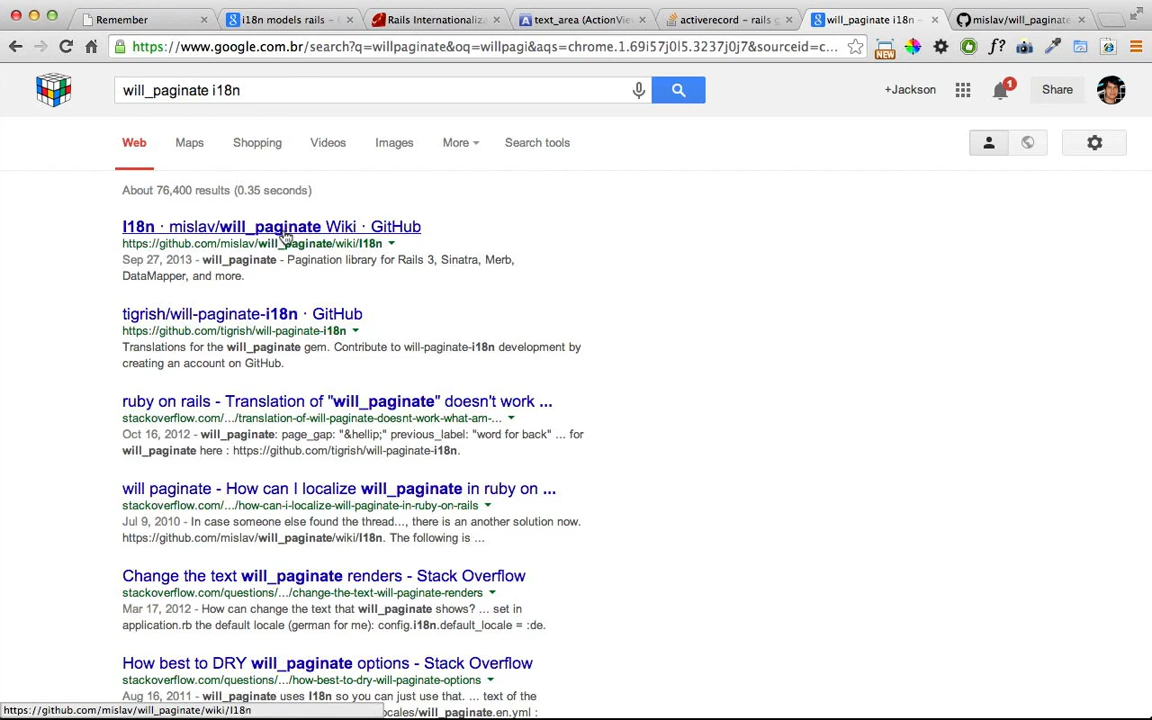 Remember
i18n models rails -
Rails Internationaliz
text_area (ActionView
activerecord - rails g
will_paginate i18n -
mislav/will_paginate
https://www.google.com.br/search?q=willpaginate&oq=willpagi&aqs=chrome.1.69i57j0l5.3237j0j7&sourceid=c...
NEW
f?
will_paginate i18n
+Jackson
1
Share
Web
Maps
Shopping
Videos
Images
More
Search tools
About 76,400 results (0.35 seconds)
I18n · mislav/will_paginate Wiki · GitHub
https://github.com/mislav/will_paginate/wiki/I18n
Sep 27, 2013 - will_paginate - Pagination library for Rails 3, Sinatra, Merb,
DataMapper, and more.
tigrish/will-paginate-i18n · GitHub
https://github.com/tigrish/will-paginate-i18n
Translations for the will_paginate gem. Contribute to will-paginate-i18n development by
creating an account on GitHub.
ruby on rails - Translation of "will_paginate" doesn't work ...
stackoverflow.com/.../translation-of-will-paginate-doesnt-work-what-am-...
Oct 16, 2012 - will_paginate: page_gap: "&hellip;" previous_label: "word for back" ... for
will_paginate here : https://github.com/tigrish/will-paginate-i18n.
will paginate - How can I localize will_paginate in ruby on ...
stackoverflow.com/.../how-can-i-localize-will-paginate-in-ruby-on-rails
Jul 9, 2010 - In case someone else found the thread..., there is another solution now.
https://github.com/mislav/will_paginate/wiki/I18n. The following is ...
Change the text will_paginate renders - Stack Overflow
stackoverflow.com/questions/.../change-the-text-will-paginate-renders
Mar 17, 2012 - How can change the text that will_paginate shows? ... set in
application.rb the default locale (german for me): config.i18n.default_locale = :de.
How best to DRY will_paginate options - Stack Overflow
stackoverflow.com/questions/.../how-best-to-dry-will-paginate-options
Aug 16, 2011 - will_paginate uses I18n so you can just use that. ... text of the
ocales/will_paginate.en.yml :
https://github.com/mislav/will_paginate/wiki/I18n